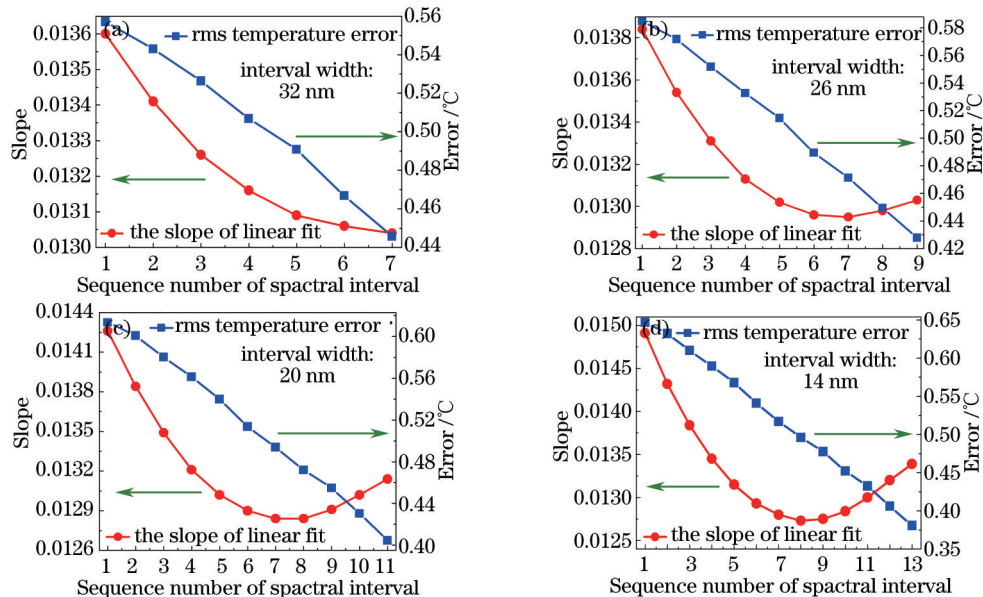 (a)
rms temperature error
interval width:
32 nm
the slope of linear fit
Slope
0.0136
0.0135
0.0134
0.0133
0.0132
0.0131
0.0130
Error /℃
0.56
0.54
0.52
0.50
0.48
0.46
0.44
1 2 3 4 5 6 7
Sequence number of spactral interval
(b)
rms temperature error
interval width:
26 nm
the slope of linear fit
Slope
0.0138
0.0136
0.0134
0.0132
0.0130
0.0128
Error /℃
0.58
0.56
0.54
0.52
0.50
0.48
0.46
0.44
0.42
1 2 3 4 5 6 7 8 9
Sequence number of spactral interval
(c)
rms temperature error
interval width:
20 nm
the slope of linear fit
Slope
0.0144
0.0141
0.0138
0.0135
0.0132
0.0129
0.0126
Error /℃
0.60
0.56
0.52
0.48
0.44
0.40
1 2 3 4 5 6 7 8 9 10 11
Sequence number of spactral interval
(d)
rms temperature error
interval width:
14 nm
the slope of linear fit
Slope
0.0150
0.0145
0.0140
0.0135
0.0130
0.0125
Error /℃
0.65
0.60
0.55
0.50
0.45
0.40
0.35
1 3 5 7 9 11 13
Sequence number of spactral interval